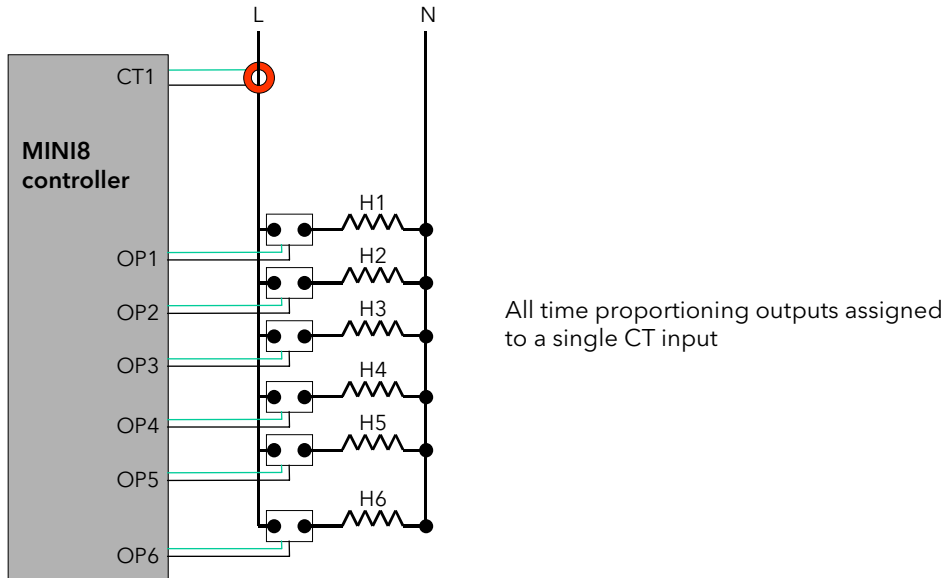 L
N
CT1
MINI8
controller
H1
OP1
H2
OP2
H3
OP3
H4
OP4
H5
OP5
H6
OP6
All time proportioning outputs assigned
to a single CT input